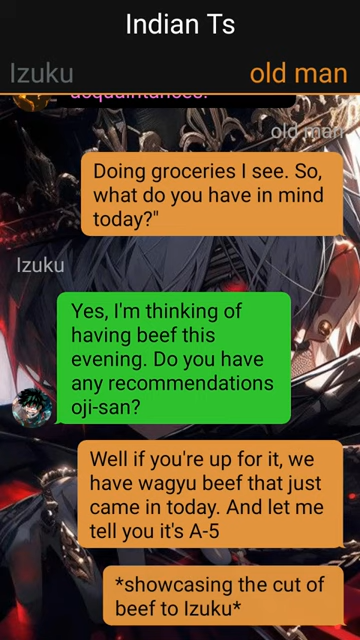 Indian Ts
Izuku
old man
acquaintances.
old man
Doing groceries I see. So,
what do you have in mind
today?"
Izuku
Yes, I'm thinking of
having beef this
evening. Do you have
any recommendations
oji-san?
Well if you're up for it, we
have wagyu beef that just
came in today. And let me
tell you it's A-5
*showcasing the cut of
beef to Izuku*